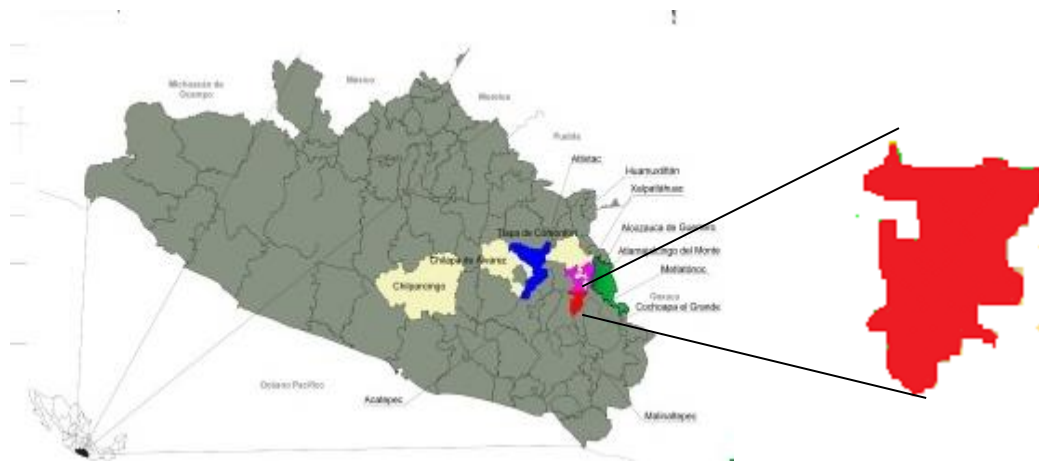 México
Michoacán de
Ocampo
Morelos
Puebla
Atlixtac
Huamuxtitlán
Xalpatláhuac
Alcozauca de Guerrero
Tlapa de Comonfort
Atlamajalcingo del Monte
Chilapa de Álvarez
Metlatónoc
Chilpancingo
Oaxaca
Cochoapa el Grande
Océano Pacífico
Acatepec
Malinaltepec